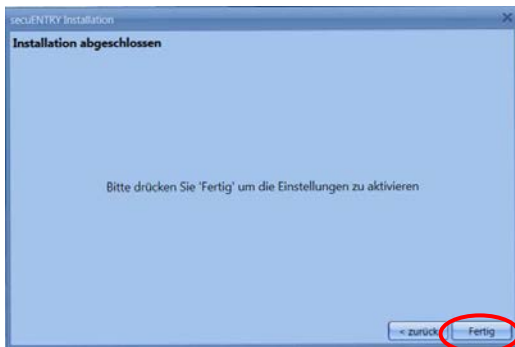 secuENTRY Installation
Installation abgeschlossen
Bitte drücken Sie 'Fertig' um die Einstellungen zu aktivieren
< zurück
Fertig